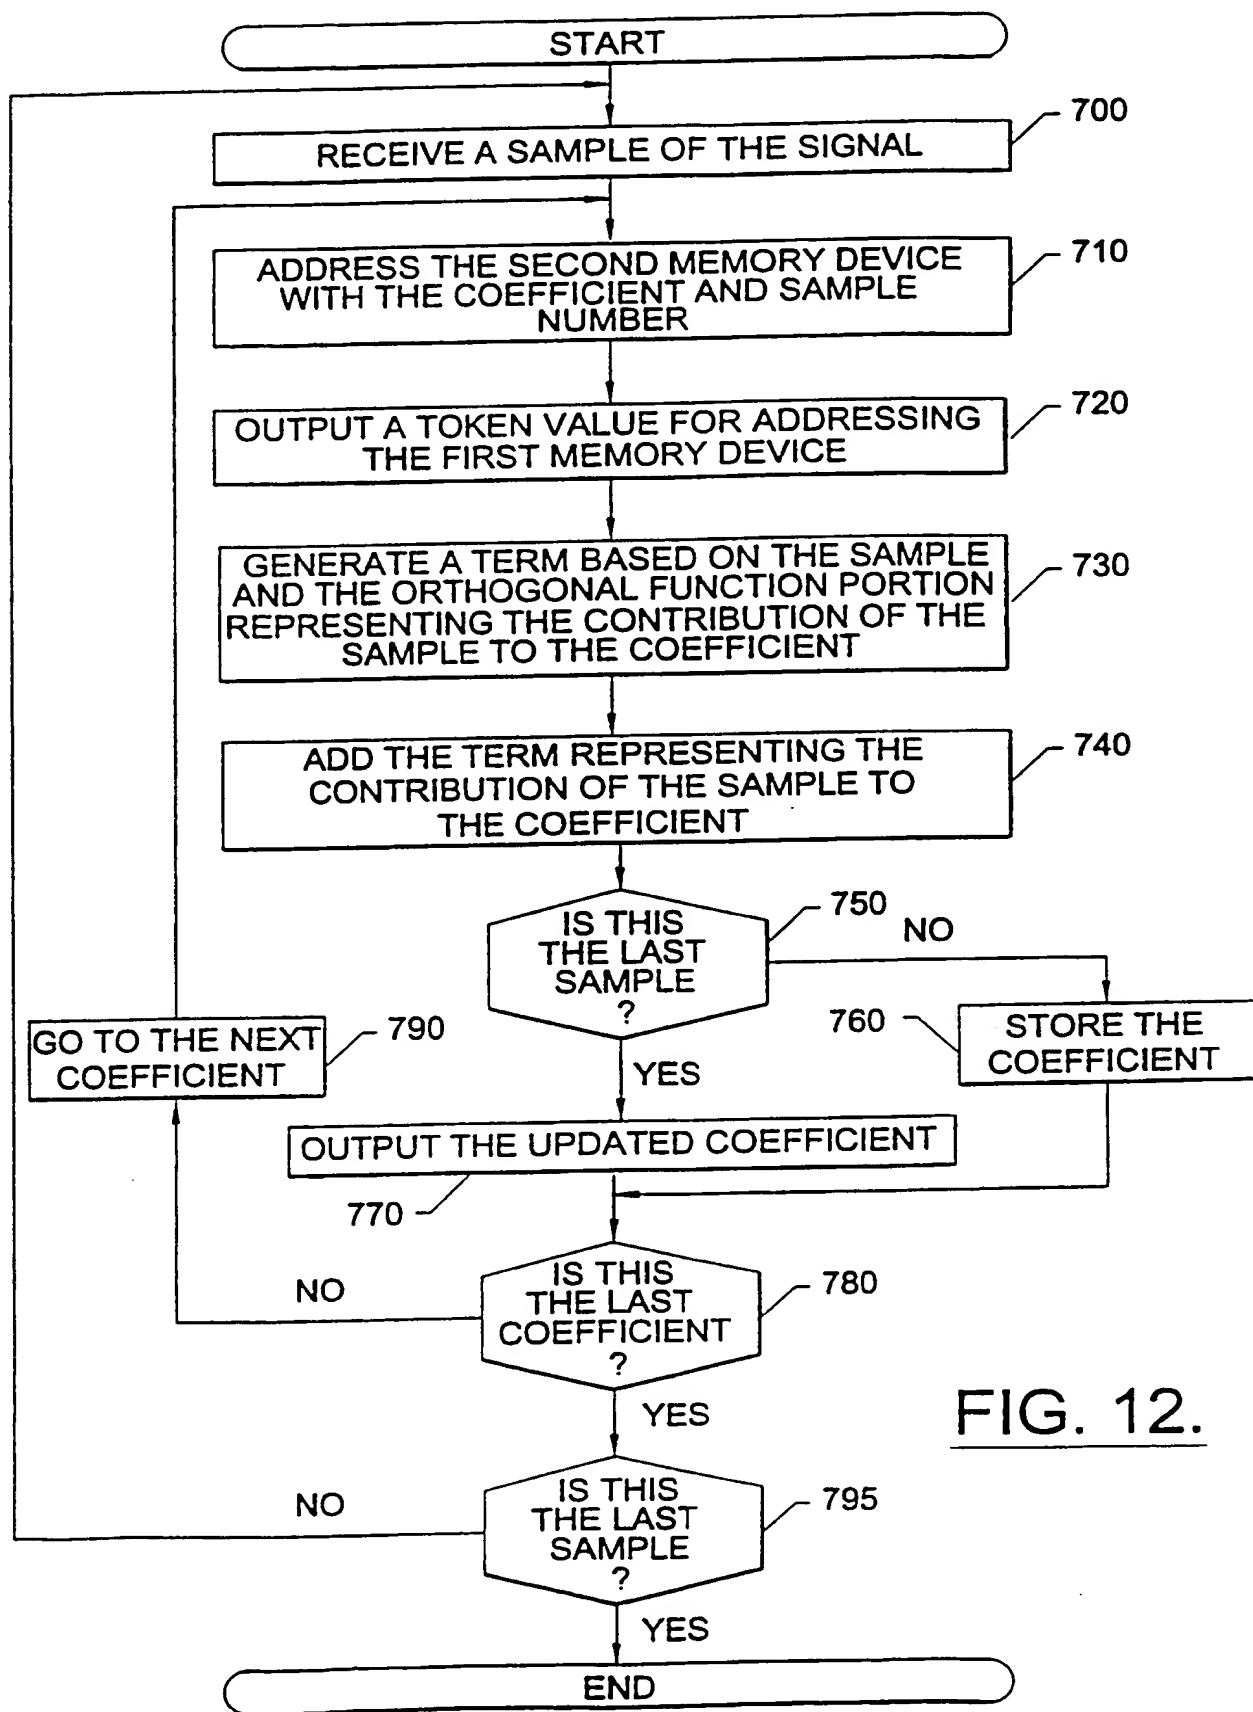 START
700
RECEIVE A SAMPLE OF THE SIGNAL
710
ADDRESS THE SECOND MEMORY DEVICE
WITH THE COEFFICIENT AND SAMPLE
NUMBER
720
OUTPUT A TOKEN VALUE FOR ADDRESSING
THE FIRST MEMORY DEVICE
730
GENERATE A TERM BASED ON THE SAMPLE
AND THE ORTHOGONAL FUNCTION PORTION
REPRESENTING THE CONTRIBUTION OF THE
SAMPLE TO THE COEFFICIENT
740
ADD THE TERM REPRESENTING THE
CONTRIBUTION OF THE SAMPLE TO
THE COEFFICIENT
750
IS THIS
THE LAST
SAMPLE
?
NO
760
STORE THE
COEFFICIENT
790
GO TO THE NEXT
COEFFICIENT
YES
OUTPUT THE UPDATED COEFFICIENT
770
780
IS THIS
THE LAST
COEFFICIENT
?
NO
YES
FIG. 12.
795
IS THIS
THE LAST
SAMPLE
?
NO
YES
END